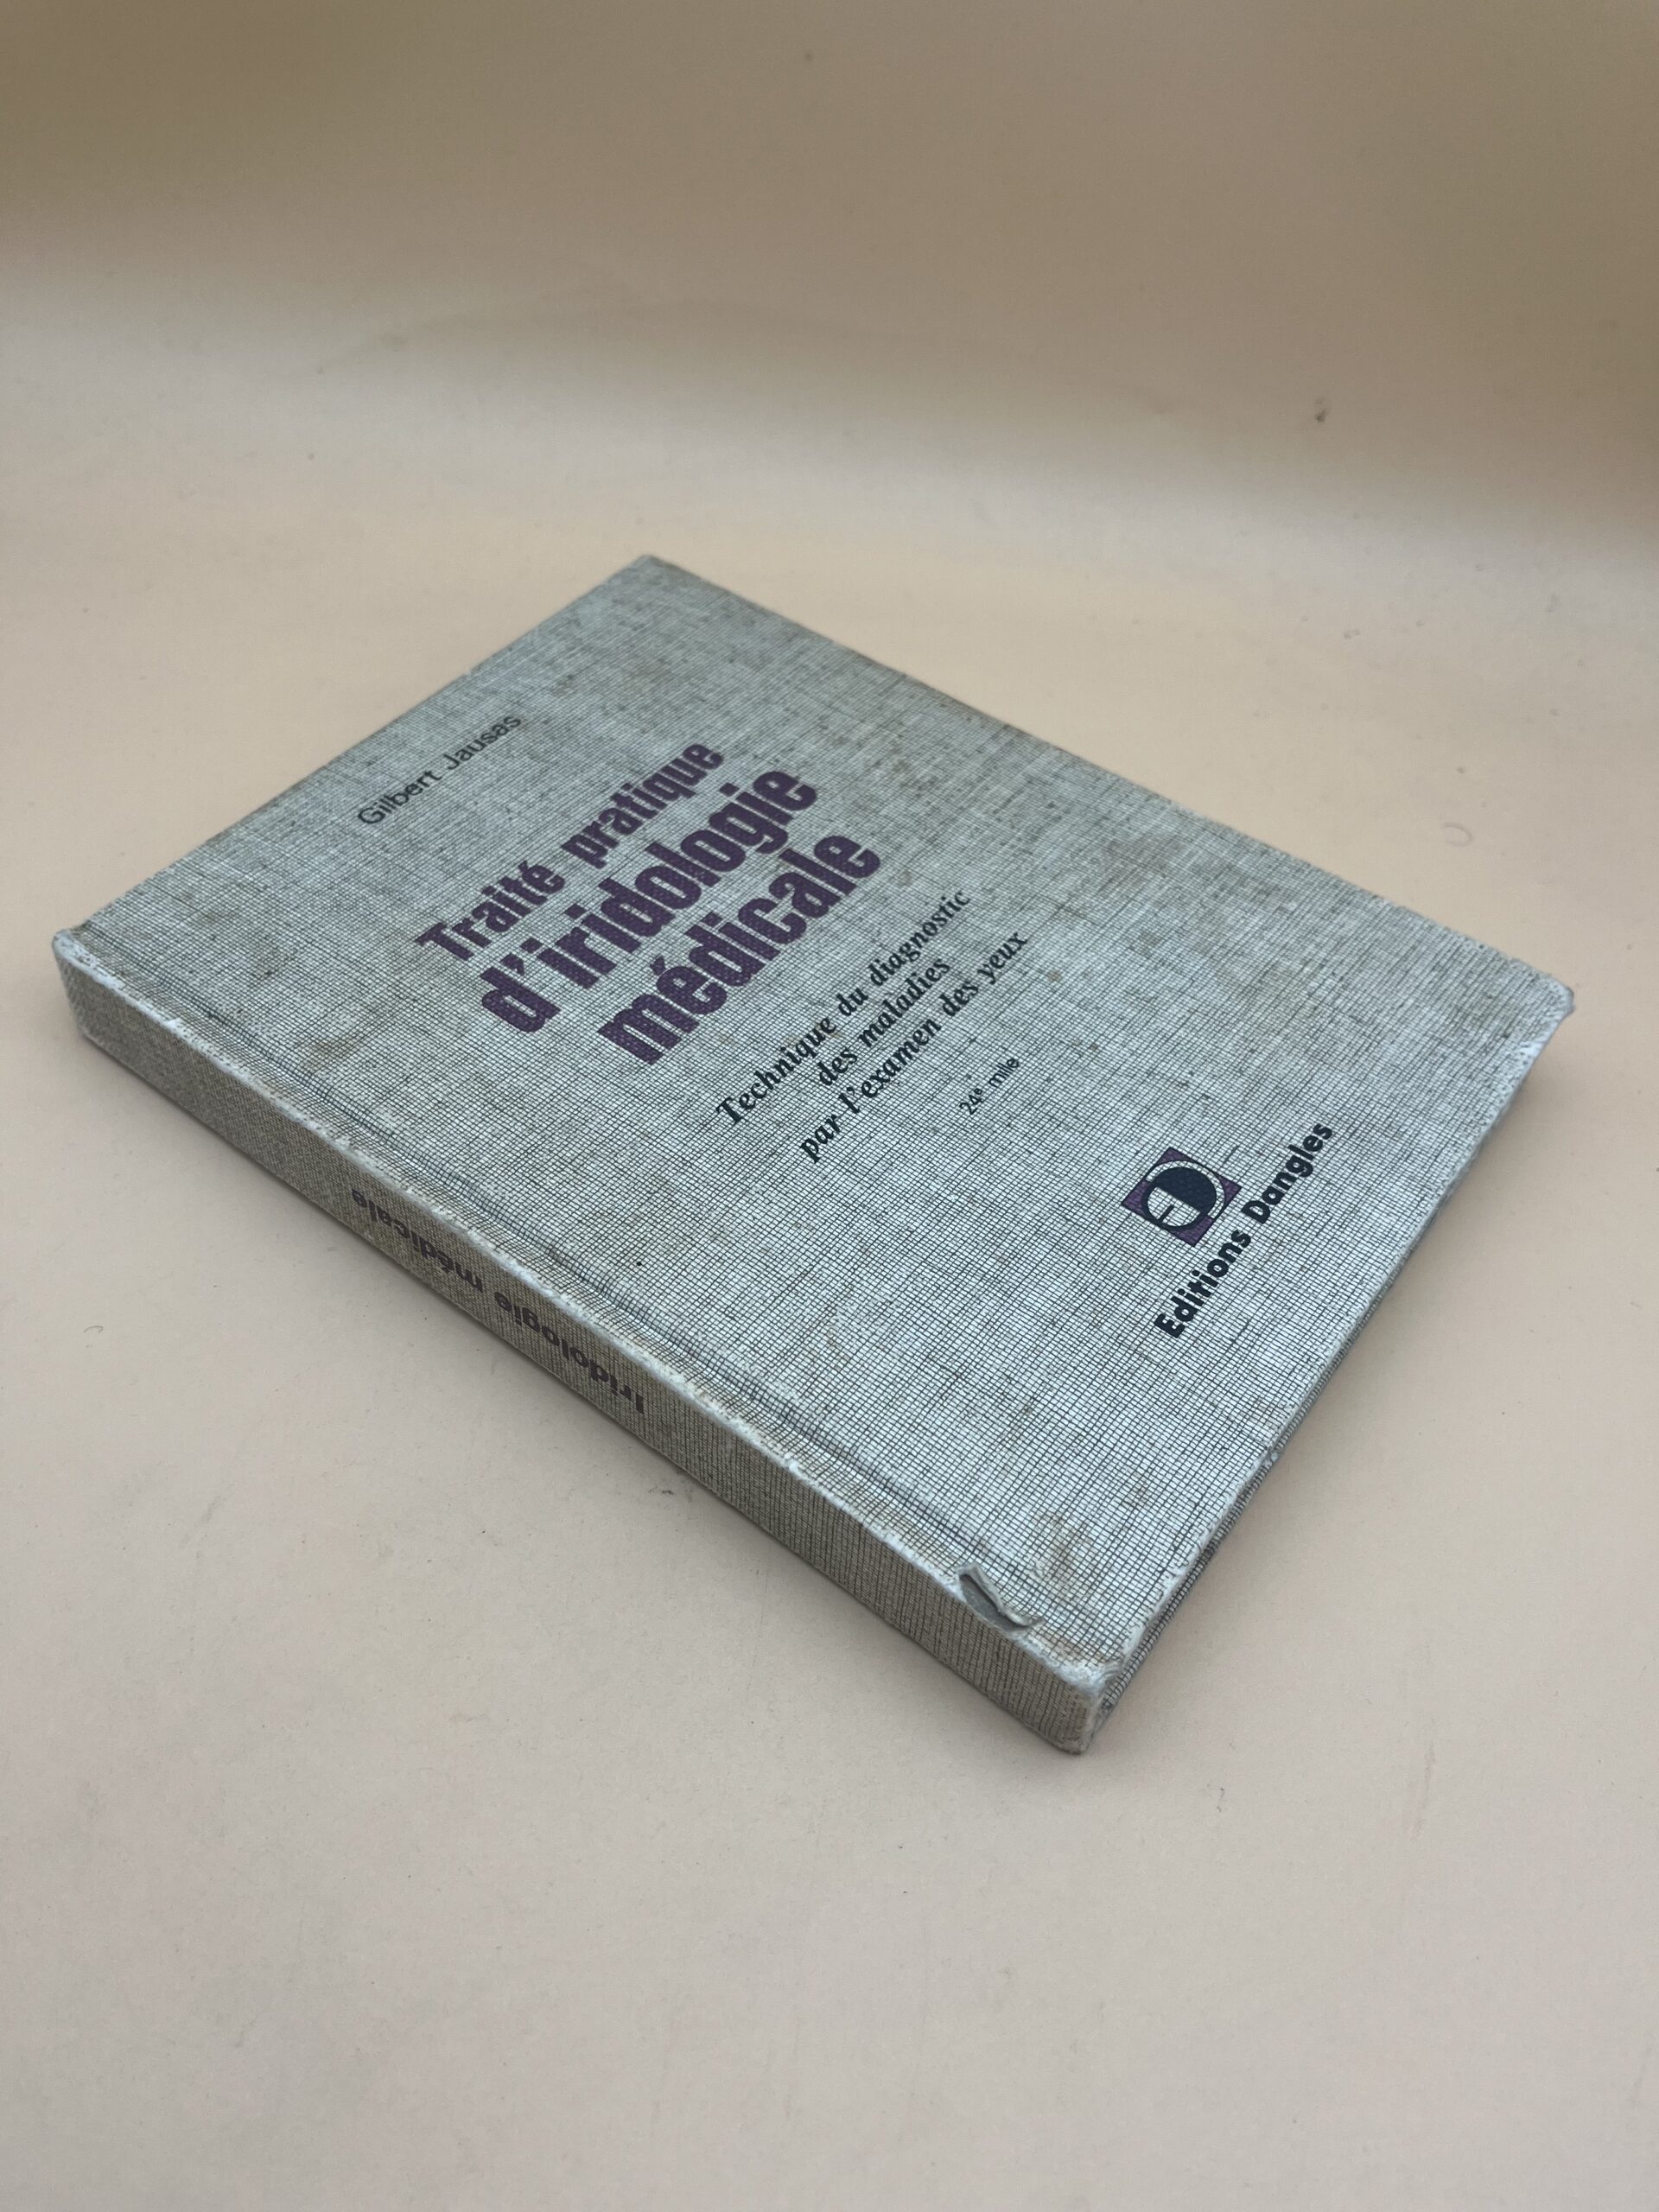 Gilbert Jausas
Traité pratique
d'iridologie
médicale
Technique du diagnostic
des maladies
par l'examen des yeux
24e mille
Editions Dangles
Iridologie médicale